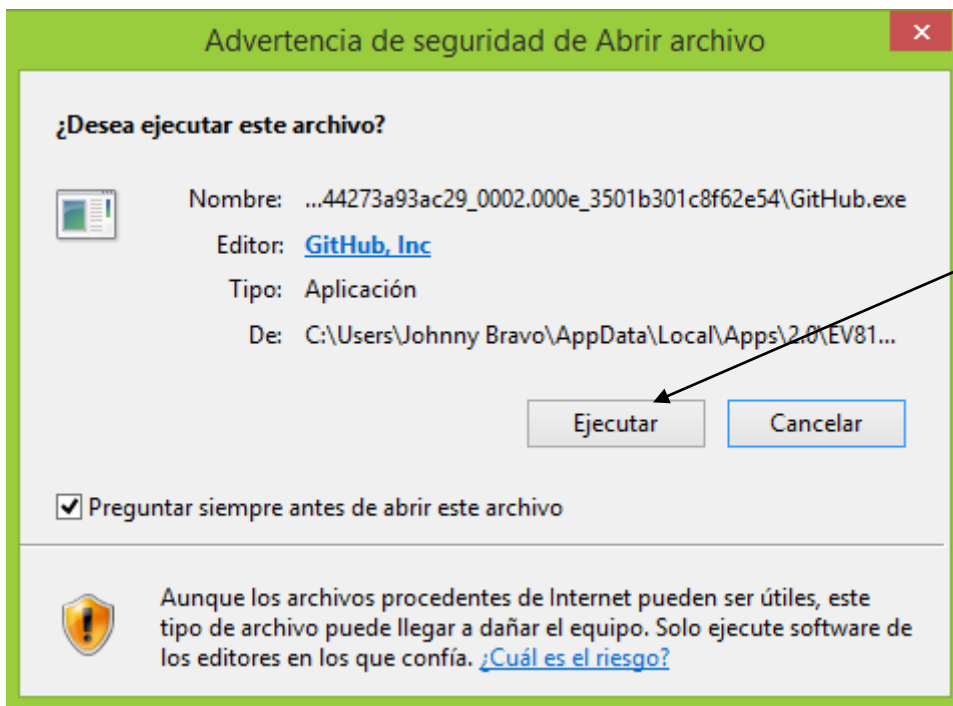 Advertencia de seguridad de Abrir archivo
¿Desea ejecutar este archivo?
Nombre: ...44273a93ac29_0002.000e_3501b301c8f62e54\GitHub.exe
Editor: GitHub, Inc
Tipo: Aplicación
De: C:\Users\Johnny Bravo\AppData\Local\Apps\2.0\EV81...
Ejecutar Cancelar
Preguntar siempre antes de abrir este archivo
Aunque los archivos procedentes de Internet pueden ser útiles, este
tipo de archivo puede llegar a dañar el equipo. Solo ejecute software de
los editores en los que confía. ¿Cuál es el riesgo?